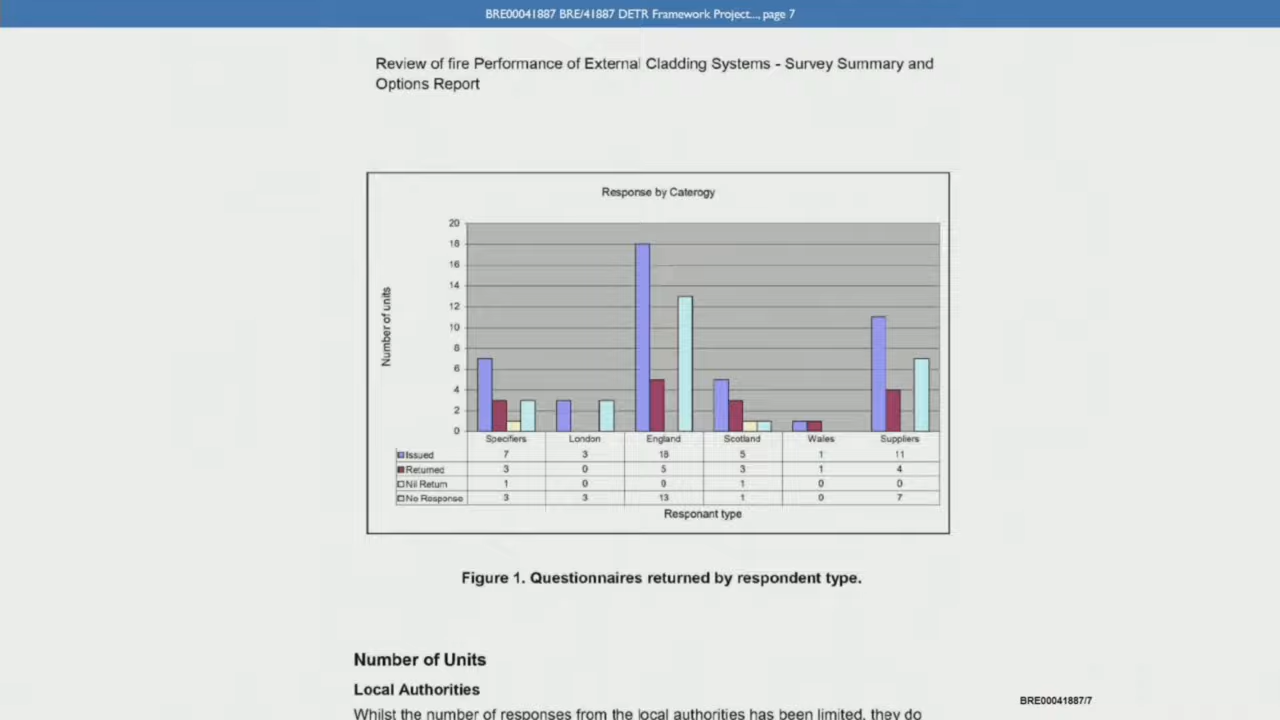 BRE00041887 BRE/41887 DETR Framework Project..., page 7
Review of fire Performance of External Cladding Systems - Survey Summary and
Options Report
Response by Caterogy
Number of units
20
18
16
14
12
10
8
6
4
2
0
Specifiers London England Scotland Wales Suppliers
Issued 7 3 18 5 1 11
Returned 3 0 5 3 1 4
Nil Return 1 0 0 1 0 0
No Response 3 3 13 1 0 7
Responant type
Figure 1. Questionnaires returned by respondent type.
Number of Units
Local Authorities
BRE00041887/7
Whilst the number of responses from the local authorities has been limited, they do